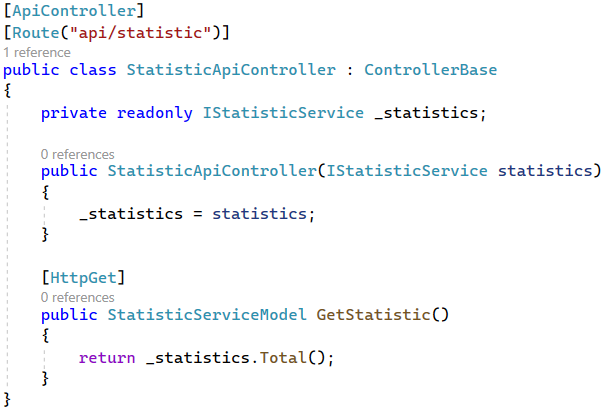 [ApiController]
[Route("api/statistic")]
1 reference
public class StatisticApiController : ControllerBase
{
    private readonly IStatisticService _statistics;
    0 references
    public StatisticApiController(IStatisticService statistics)
    {
        _statistics = statistics;
    }
    [HttpGet]
    0 references
    public StatisticServiceModel GetStatistic()
    {
        return _statistics.Total();
    }
}